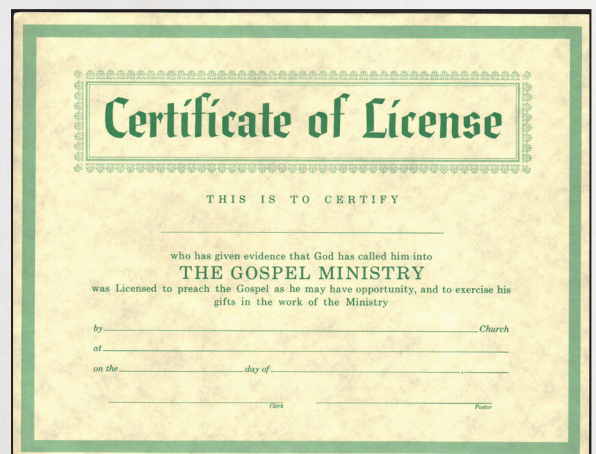 Certificate of License
THIS IS TO CERTIFY
who has given evidence that God has called him into
THE GOSPEL MINISTRY
was Licensed to preach the Gospel as he may have opportunity, and to exercise his
gifts in the work of the Ministry
by Church
at
on the day of ,
Clerk Pastor